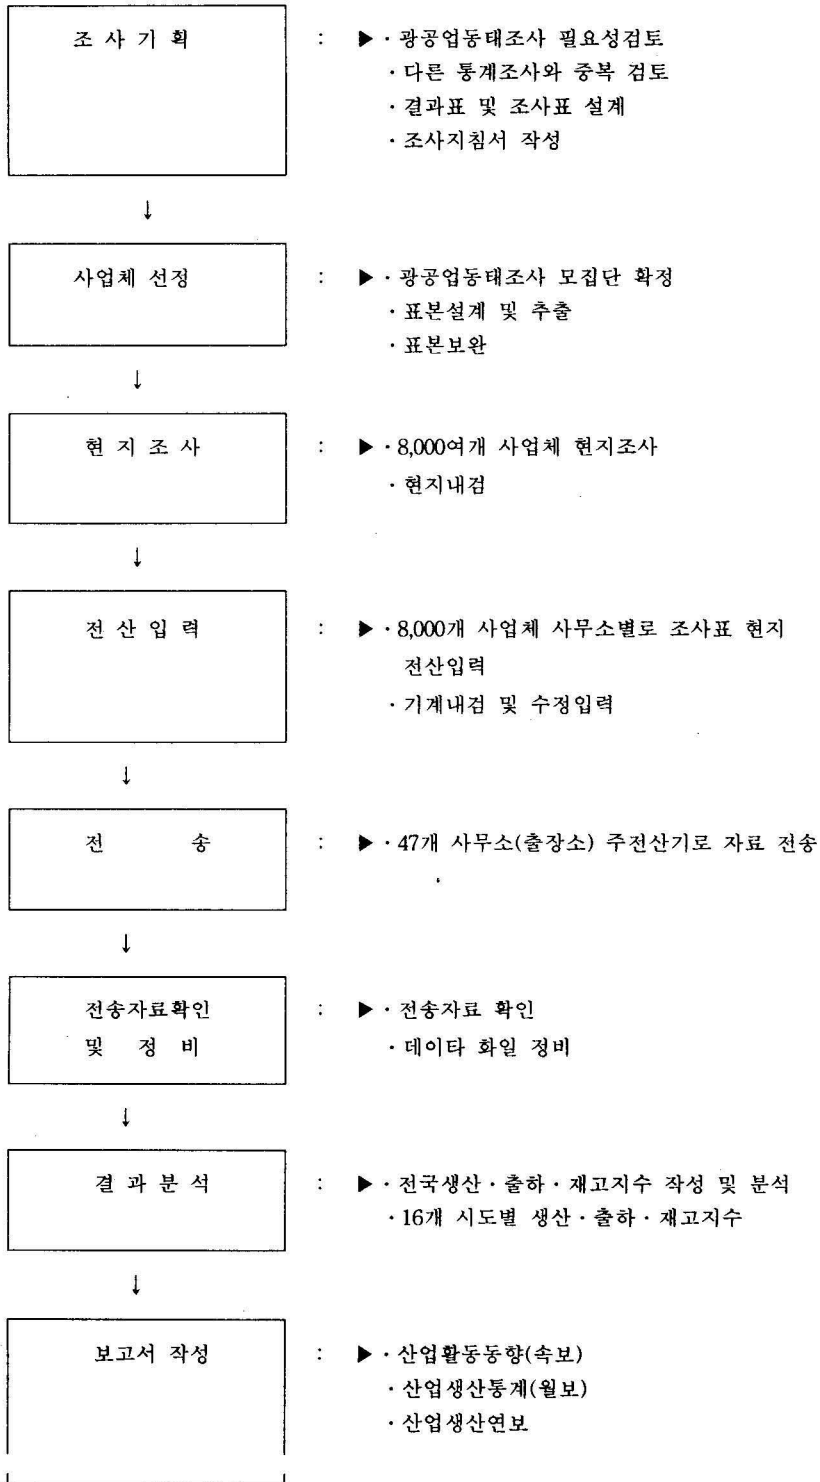 조 사 기 획 : ▶ · 광공업동태조사 필요성검토
· 다른 통계조사와 중복 검토
· 결과표 및 조사표 설계
· 조사지침서 작성
↓
사업체 선정 : ▶ · 광공업동태조사 모집단 확정
· 표본설계 및 추출
· 표본보완
↓
현 지 조 사 : ▶ · 8,000여개 사업체 현지조사
· 현지내검
↓
전 산 입 력 : ▶ · 8,000개 사업체 사무소별로 조사표 현지
전산입력
· 기계내검 및 수정입력
↓
전 송 : ▶ · 47개 사무소(출장소) 주전산기로 자료 전송
↓
전송자료확인 : ▶ · 전송자료 확인
및 정 비 · 데이타 화일 정비
↓
결 과 분 석 : ▶ · 전국생산 · 출하 · 재고지수 작성 및 분석
· 16개 시도별 생산 · 출하 · 재고지수
↓
보고서 작성 : ▶ · 산업활동동향(속보)
· 산업생산통계(월보)
· 산업생산연보